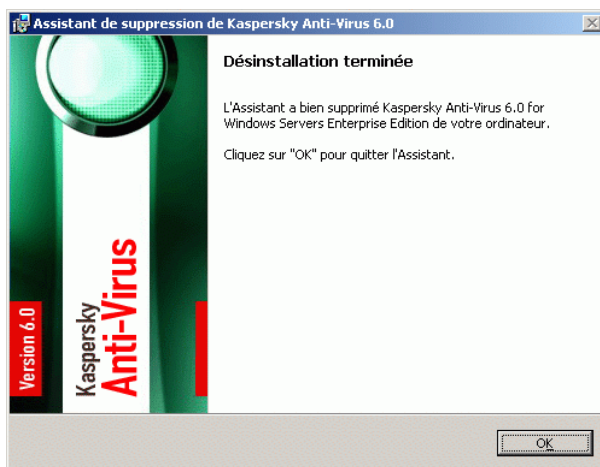 Assistant de suppression de Kaspersky Anti-Virus 6.0
Désinstallation terminée
L'Assistant a bien supprimé Kaspersky Anti-Virus 6.0 for
Windows Servers Enterprise Edition de votre ordinateur.
Cliquez sur "OK" pour quitter l'Assistant.
Version 6.0
Kaspersky
Anti-Virus
OK